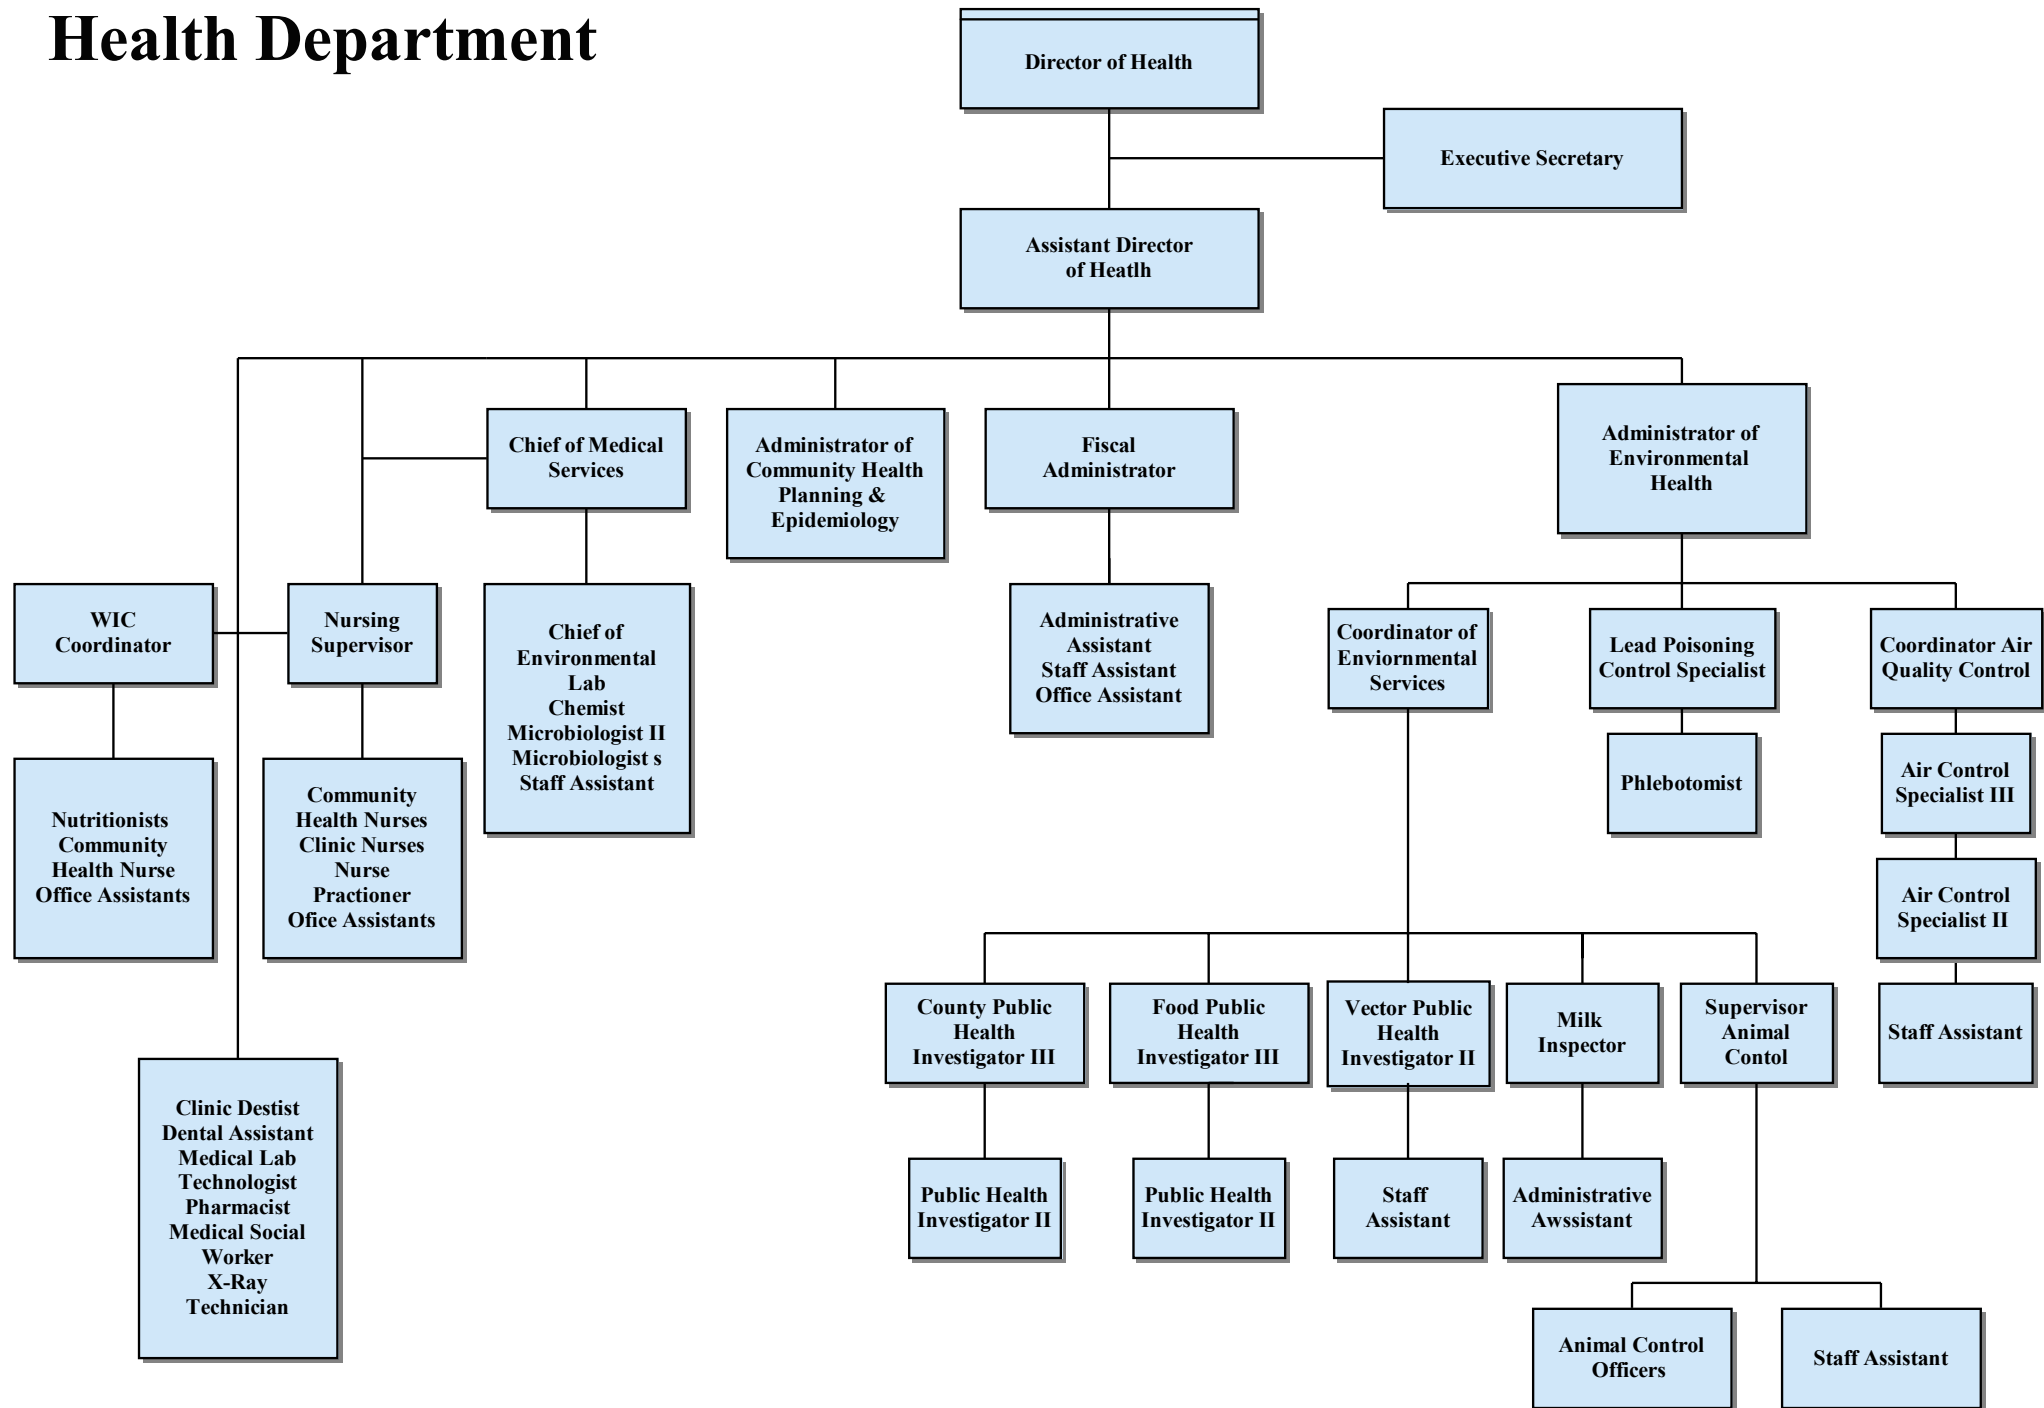 Health Department
Director of Health
Executive Secretary
Assistant Director
of Heatlh
Chief of Medical
Services
Administrator of
Community Health
Planning &
Epidemiology
Fiscal
Administrator
Administrator of
Environmental
Health
WIC
Coordinator
Nursing
Supervisor
Chief of
Environmental
Lab
Chemist
Microbiologist II
Microbiologist s
Staff Assistant
Administrative
Assistant
Staff Assistant
Office Assistant
Coordinator of
Enviornmental
Services
Lead Poisoning
Control Specialist
Coordinator Air
Quality Control
Nutritionists
Community
Health Nurse
Office Assistants
Community
Health Nurses
Clinic Nurses
Nurse
Practioner
Ofice Assistants
Phlebotomist
Air Control
Specialist III
Air Control
Specialist II
Staff Assistant
County Public
Health
Investigator III
Food Public
Health
Investigator III
Vector Public
Health
Investigator II
Milk
Inspector
Supervisor
Animal
Contol
Clinic Destist
Dental Assistant
Medical Lab
Technologist
Pharmacist
Medical Social
Worker
X-Ray
Technician
Public Health
Investigator II
Public Health
Investigator II
Staff
Assistant
Administrative
Awssistant
Animal Control
Officers
Staff Assistant